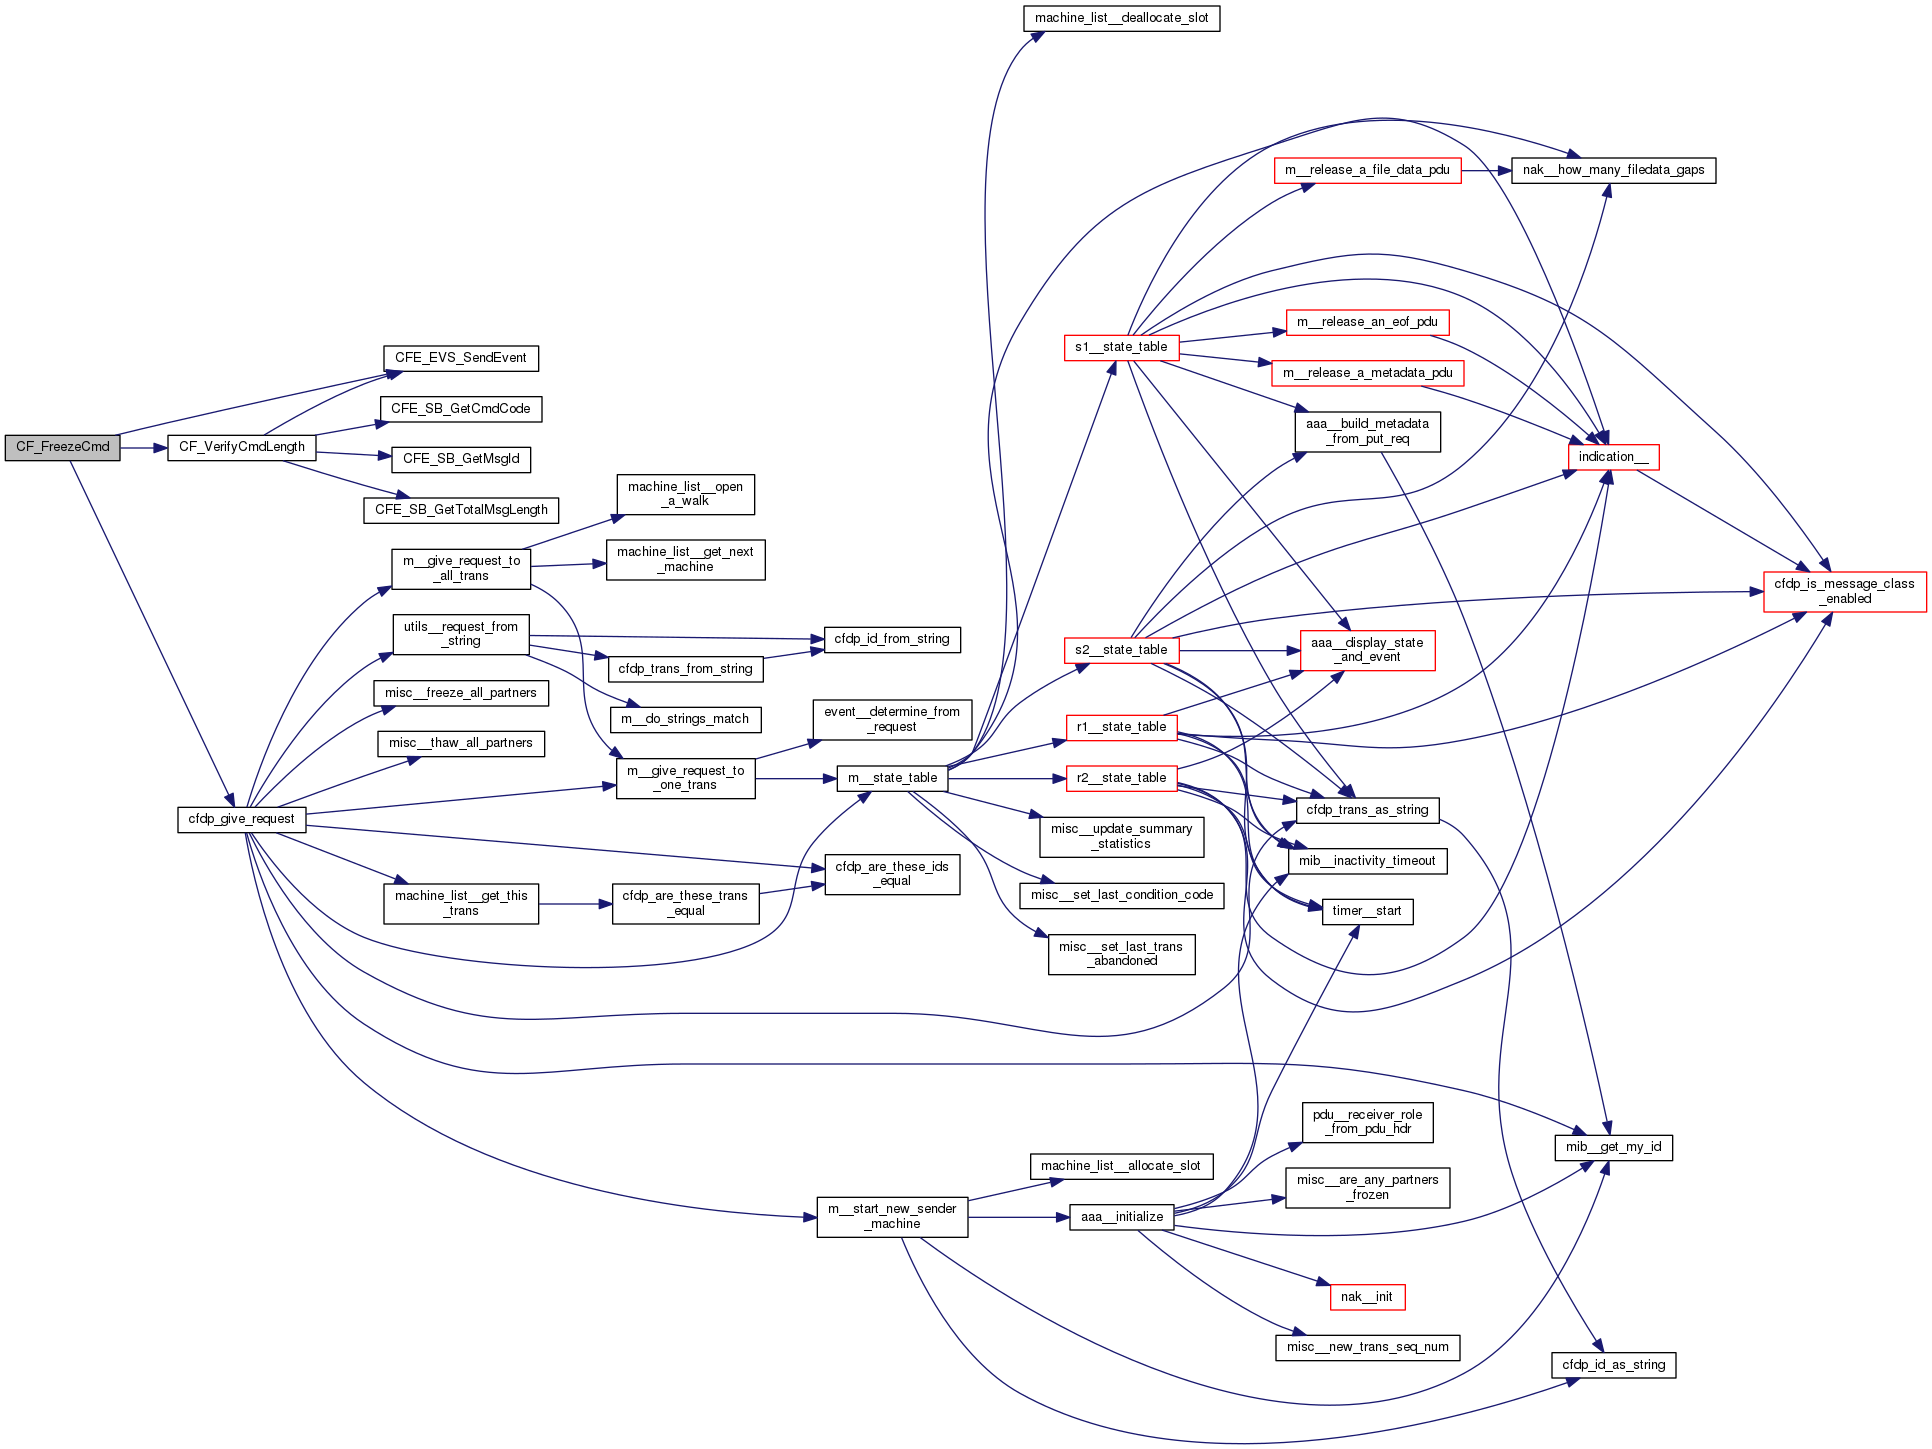 machine_list__deallocate_slot
m__release_a_file_data_pdu
nak__how_many_filedata_gaps
m__release_an_eof_pdu
s1__state_table
CFE_EVS_SendEvent
m__release_a_metadata_pdu
CFE_SB_GetCmdCode
aaa__build_metadata
_from_put_req
CF_FreezeCmd
CF_VerifyCmdLength
CFE_SB_GetMsgId
indication__
machine_list__open
_a_walk
CFE_SB_GetTotalMsgLength
m__give_request_to
_all_trans
machine_list__get_next
_machine
cfdp_is_message_class
_enabled
utils__request_from
_string
cfdp_id_from_string
cfdp_trans_from_string
s2__state_table
aaa__display_state
_and_event
misc__freeze_all_partners
m__do_strings_match
event__determine_from
_request
r1__state_table
misc__thaw_all_partners
m__give_request_to
_one_trans
m__state_table
r2__state_table
cfdp_give_request
cfdp_trans_as_string
misc__update_summary
_statistics
mib__inactivity_timeout
cfdp_are_these_ids
_equal
machine_list__get_this
_trans
cfdp_are_these_trans
_equal
misc__set_last_condition_code
timer__start
misc__set_last_trans
_abandoned
pdu__receiver_role
_from_pdu_hdr
mib__get_my_id
machine_list__allocate_slot
misc__are_any_partners
_frozen
m__start_new_sender
_machine
aaa__initialize
nak__init
misc__new_trans_seq_num
cfdp_id_as_string